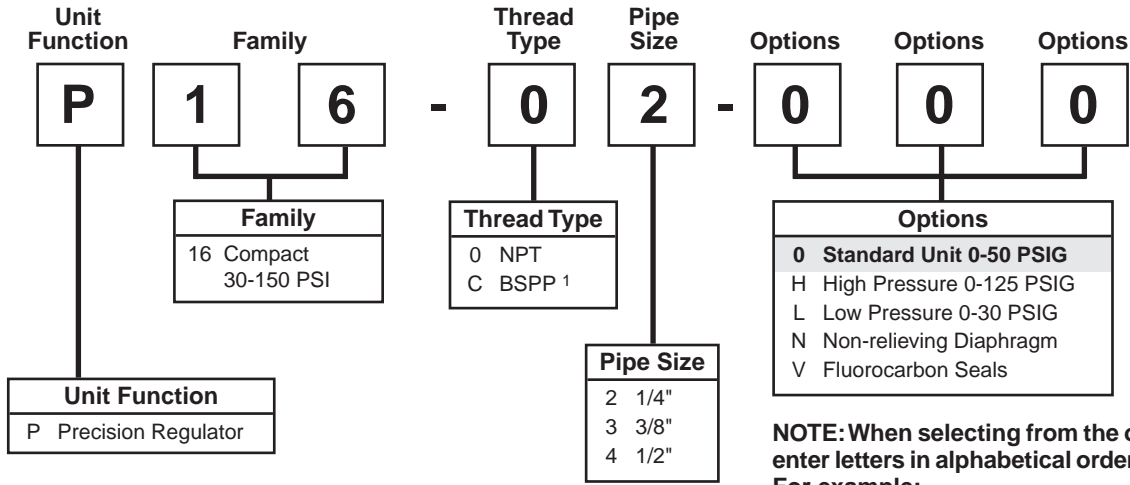 Unit Function
Family
Thread Type
Pipe Size
Options
Options
Options
P 1 6 - 0 2 - 0 0 0
Family
16 Compact
30-150 PSI
Thread Type
0 NPT
C BSPP 1
Options
0 Standard Unit 0-50 PSIG
H High Pressure 0-125 PSIG
L Low Pressure 0-30 PSIG
N Non-relieving Diaphragm
V Fluorocarbon Seals
Pipe Size
2 1/4"
3 3/8"
4 1/2"
Unit Function
P Precision Regulator
NOTE: When selecting from the
enter letters in alphabetical order
For example: